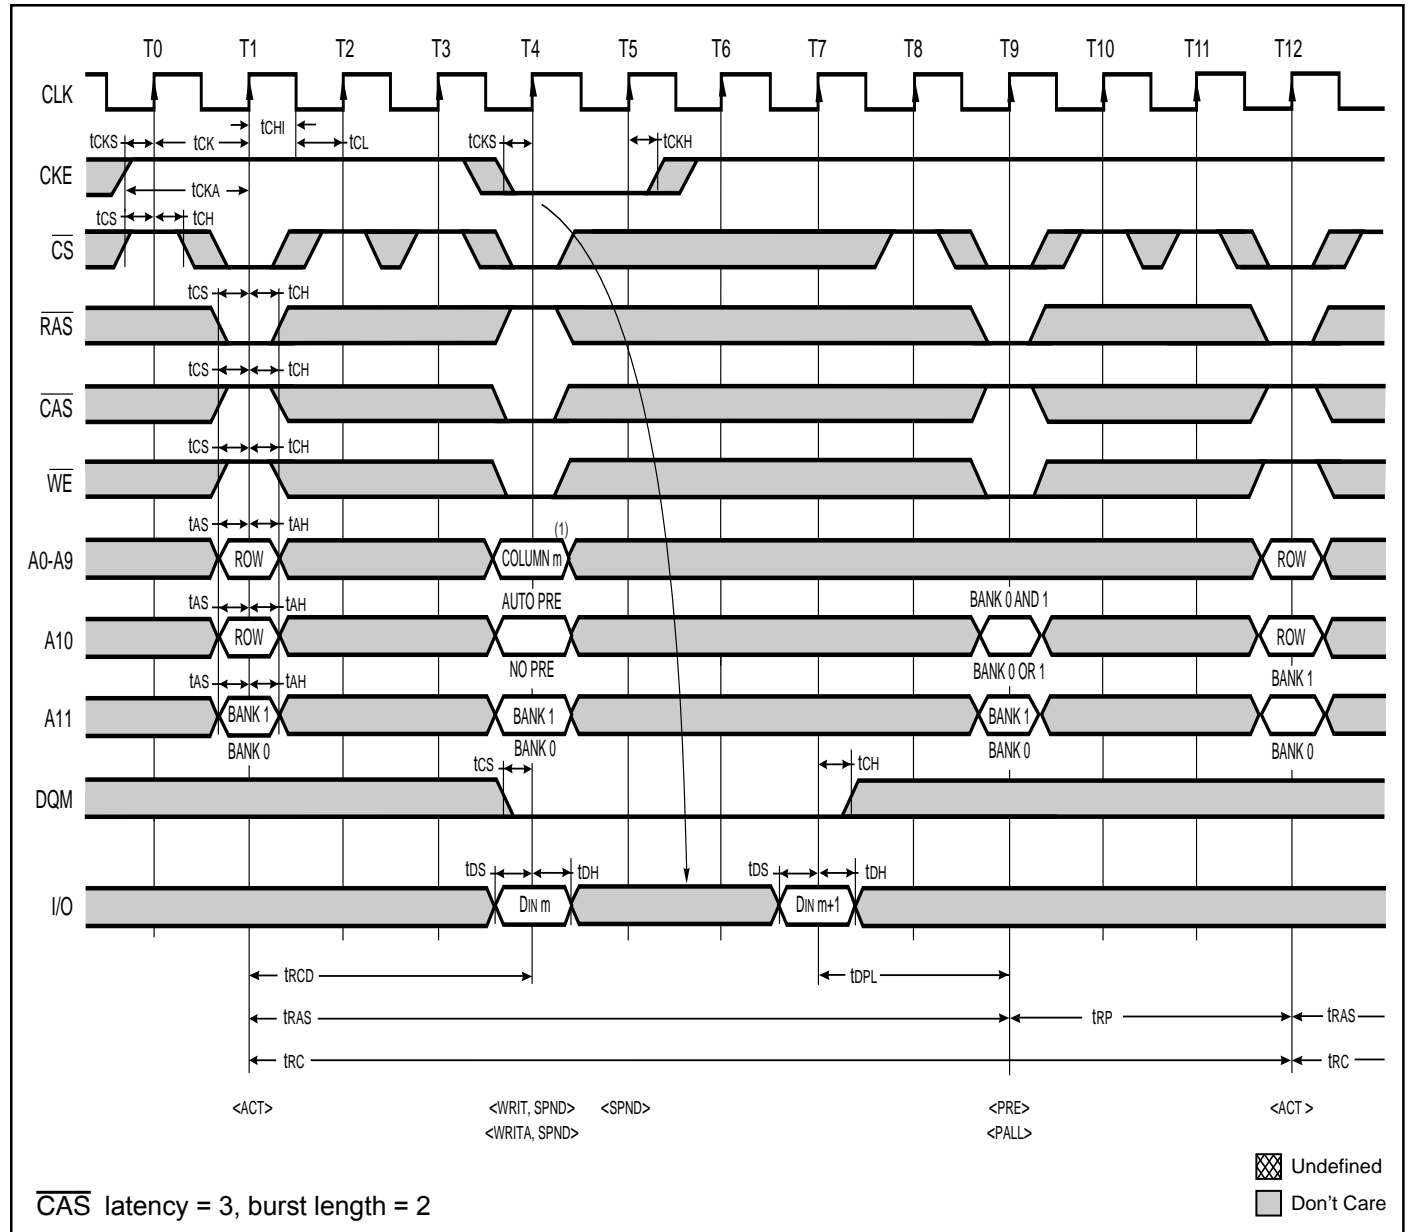 T0 T1 T2 T3 T4 T5 T6 T7 T8 T9 T10 T11 T12
CLK
tCHI
tCKS tCK tCL tCKS tCKH
CKE
tCKA
tCS tCH
CS
tCS tCH
RAS
tCS tCH
CAS
tCS tCH
WE
tAS tAH (1)
A0-A9 ROW COLUMN m ROW
tAS tAH AUTO PRE BANK 0 AND 1
A10 ROW ROW
NO PRE BANK 0 OR 1 BANK 1
tAS tAH
A11 BANK 1 BANK 1 BANK 1
BANK 0 BANK 0 BANK 0 BANK 0
tCS tCH
DQM
tDS tDH tDS tDH
I/O DIN m DIN m+1
tRCD tDPL
tRAS tRP tRAS
tRC tRC
<ACT> <WRIT, SPND> <SPND> <PRE> <ACT >
<WRITA, SPND> <PALL>
Undefined
CAS latency = 3, burst length = 2 Don't Care